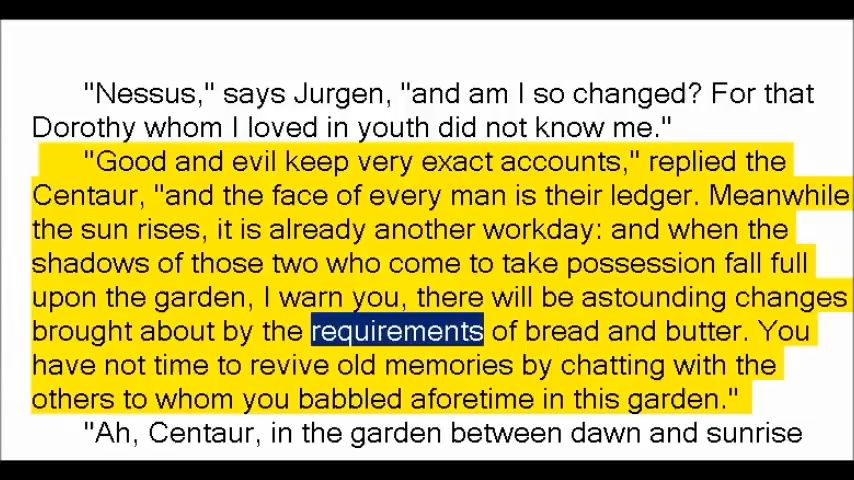 "Nessus," says Jurgen, "and am I so changed? For that
Dorothy whom I loved in youth did not know me."
"Good and evil keep very exact accounts," replied the
Centaur, "and the face of every man is their ledger. Meanwhile
the sun rises, it is already another workday: and when the
shadows of those two who come to take possession fall full
upon the garden, I warn you, there will be astounding changes
brought about by the requirements of bread and butter. You
have not time to revive old memories by chatting with the
others to whom you babbled aforetime in this garden."
"Ah, Centaur, in the garden between dawn and sunrise